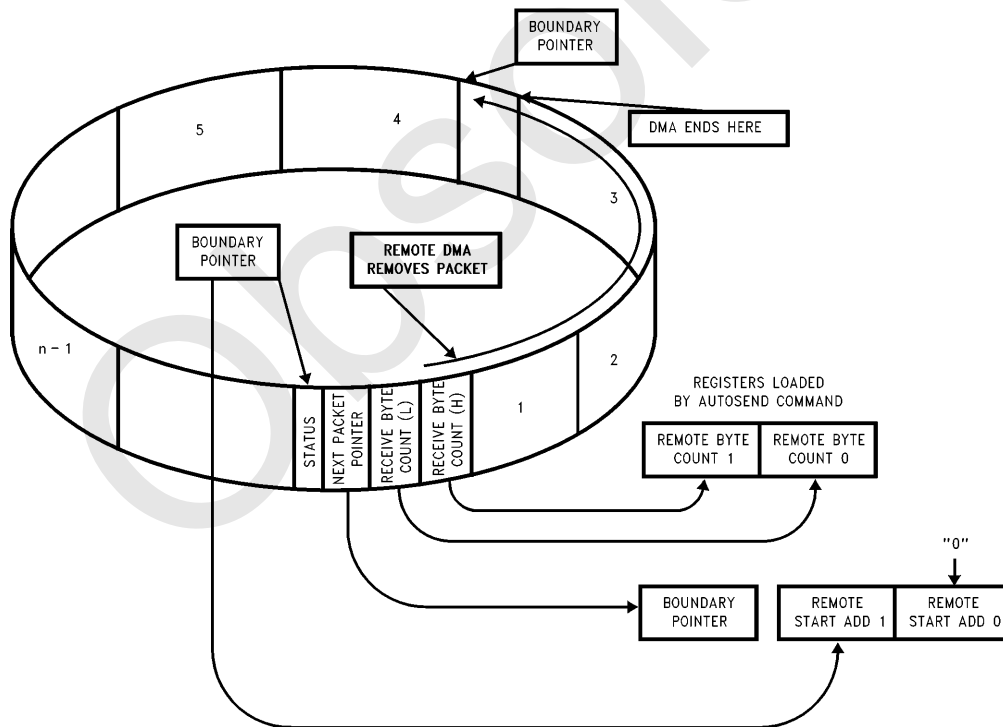 BOUNDARY
POINTER
DMA ENDS HERE
5
4
3
BOUNDARY
POINTER
REMOTE DMA
REMOVES PACKET
n - 1
2
1
STATUS
NEXT PACKET
POINTER
RECEIVE BYTE
COUNT (L)
RECEIVE BYTE
COUNT (H)
REGISTERS LOADED
BY AUTOSEND COMMAND
REMOTE BYTE
COUNT 1
REMOTE BYTE
COUNT 0
"0"
BOUNDARY
POINTER
REMOTE
START ADD 1
REMOTE
START ADD 0
Obsol